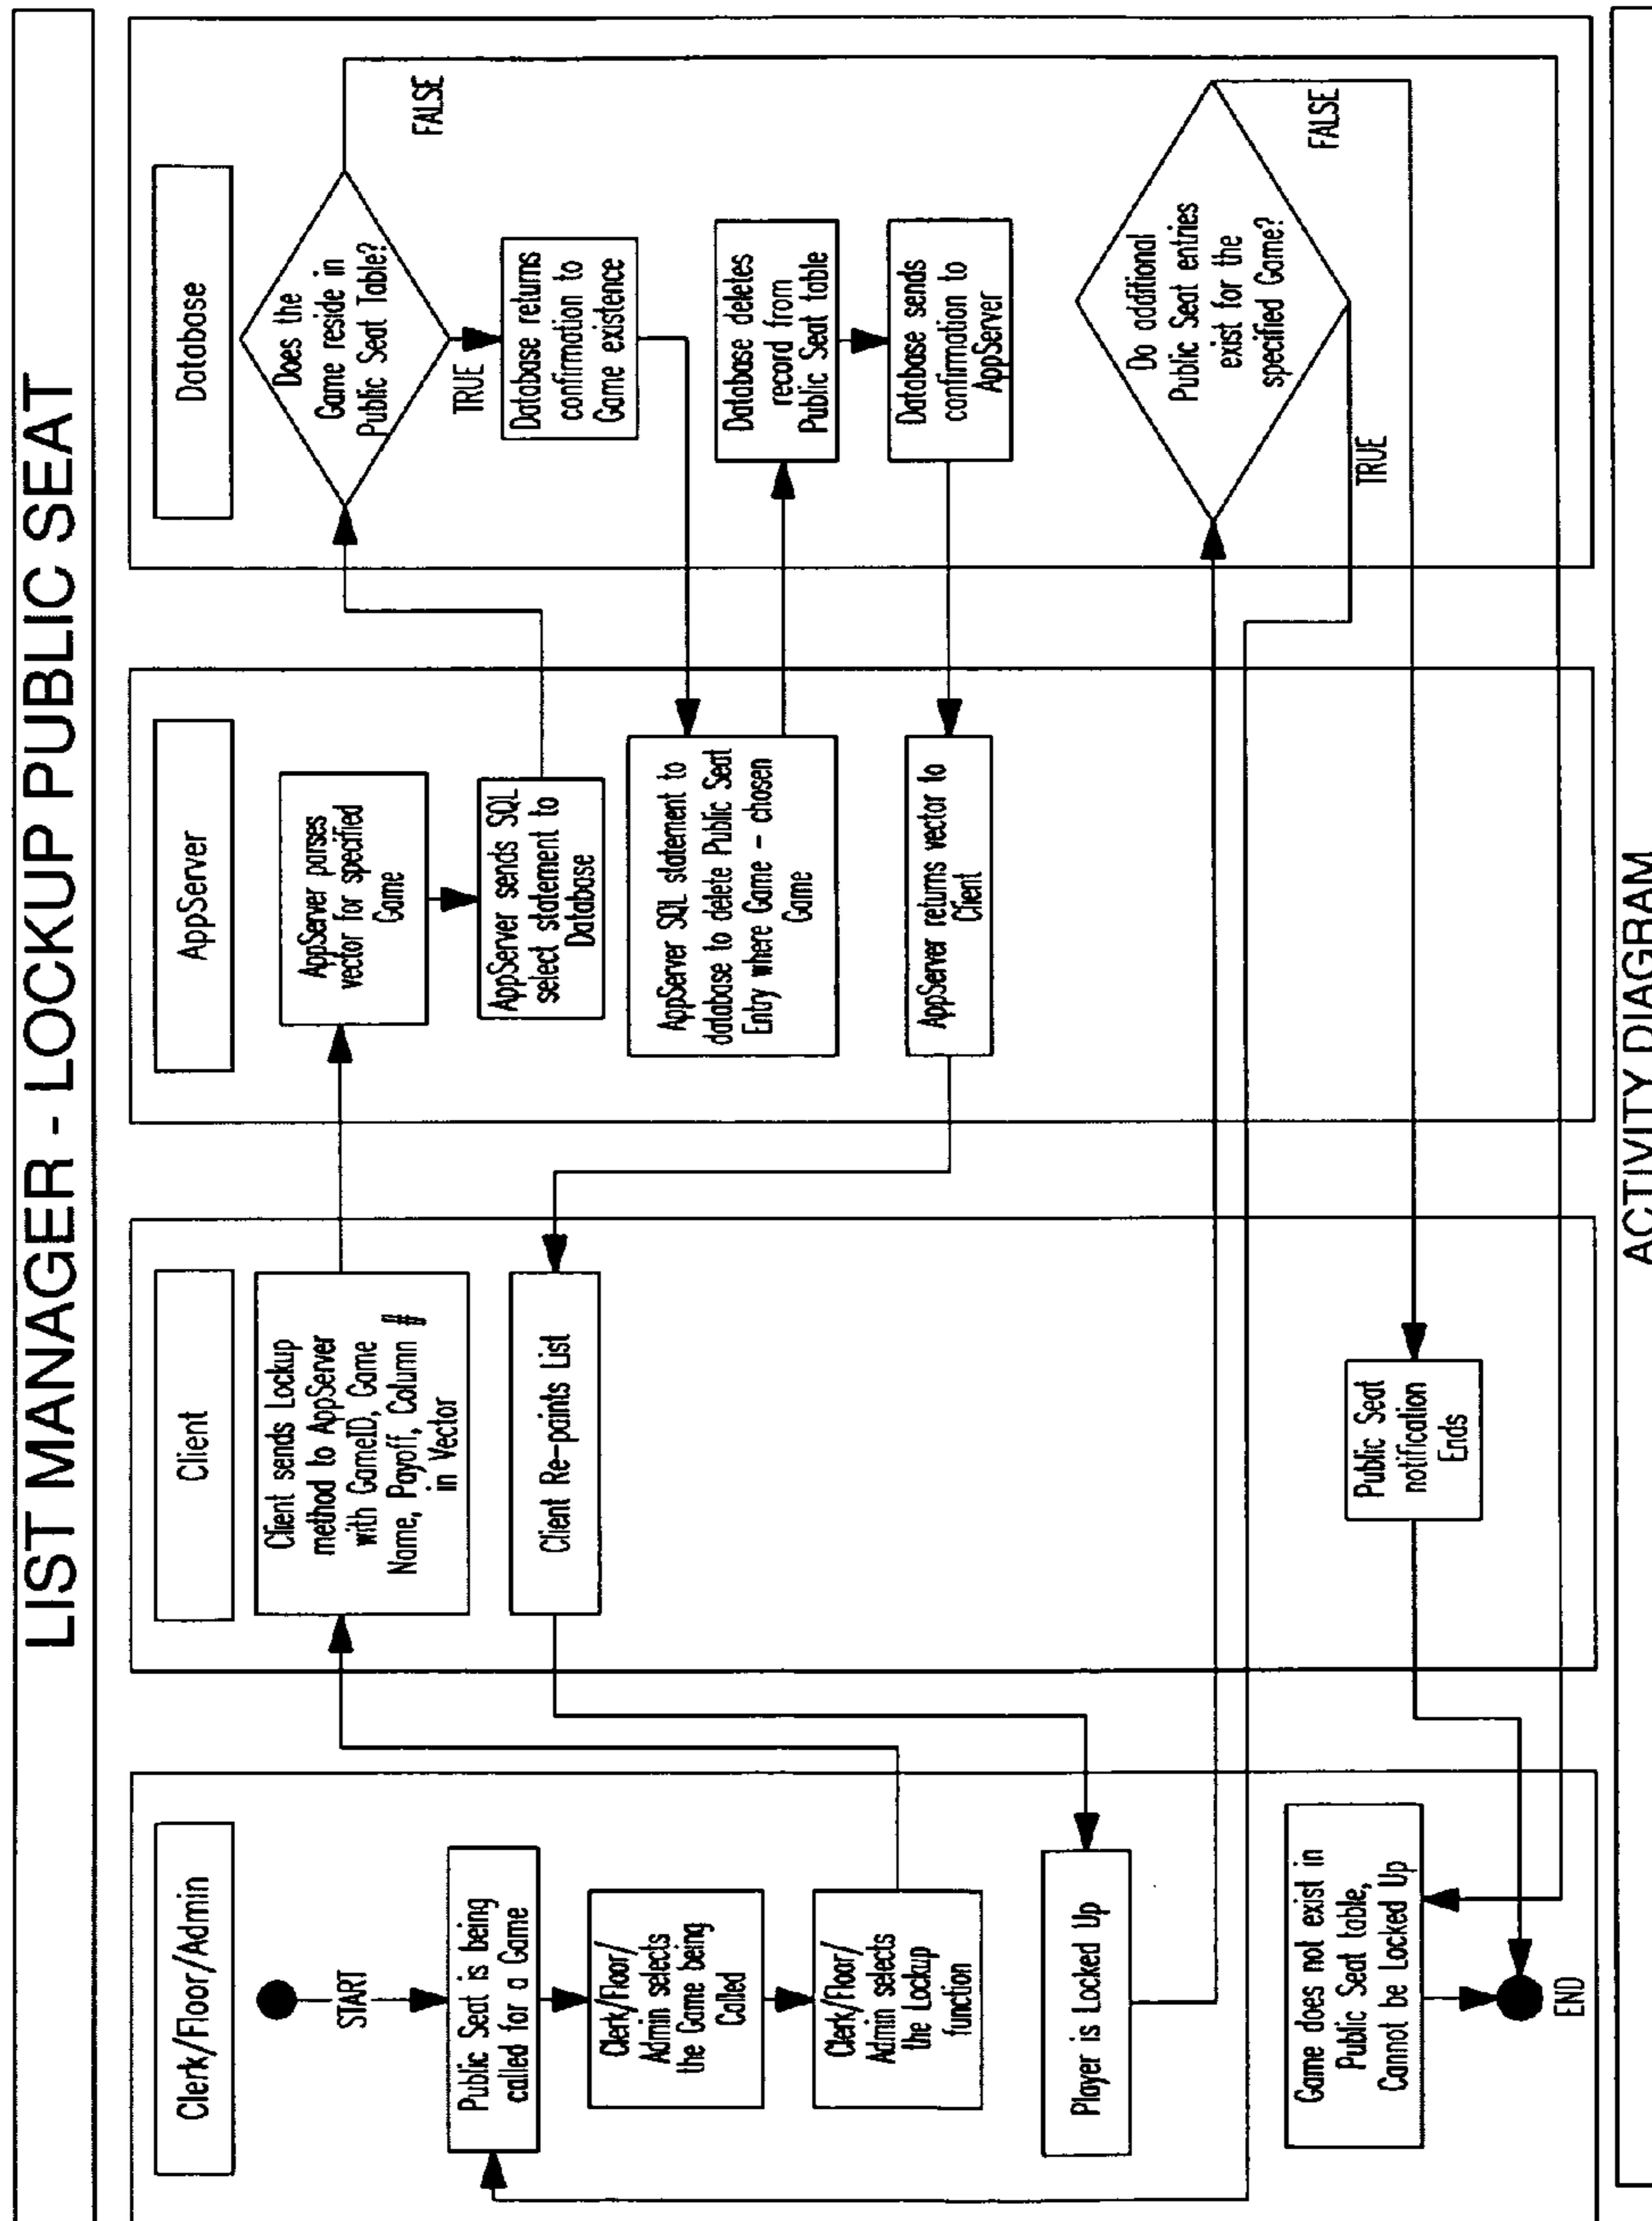 LIST MANAGER - LOCKUP PUBLIC SEAT
Clerk/Floor/Admin
START
Public Seat is being
called for a Game
Clerk/Floor/
Admin selects
the Game being
Called
Clerk/Floor/
Admin selects
the Lockup
function
Player is Locked Up
Game does not exist in
Public Seat table,
Cannot be Locked Up
END
Client
Client sends Lockup
method to AppServer
with GameID, Game
Name, Payoff, Column #
in Vector
Client Re-paints List
Public Seat
notification
Ends
AppServer
AppServer parses
vector for specified
Game
AppServer sends SQL
select statement to
Database
AppServer SQL statement to
database to delete Public Seat
Entry where Game - chosen
Game
AppServer returns vector to
Client
Database
Does the
Game reside in
Public Seat Table?
FALSE
TRUE
Database returns
confirmation to
Game existence
Database deletes
record from
Public Seat table
Database sends
confirmation to
AppServer
Do additional
Public Seat entries
exist for the
specified Game?
FALSE
TRUE
ACTIVITY DIAGRAM